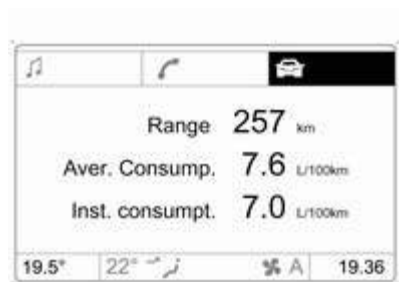 Range 257 km
Aver. Consump. 7.6 L/100km
Inst. consumpt. 7.0 L/100km
19.5° 22° A 19.36